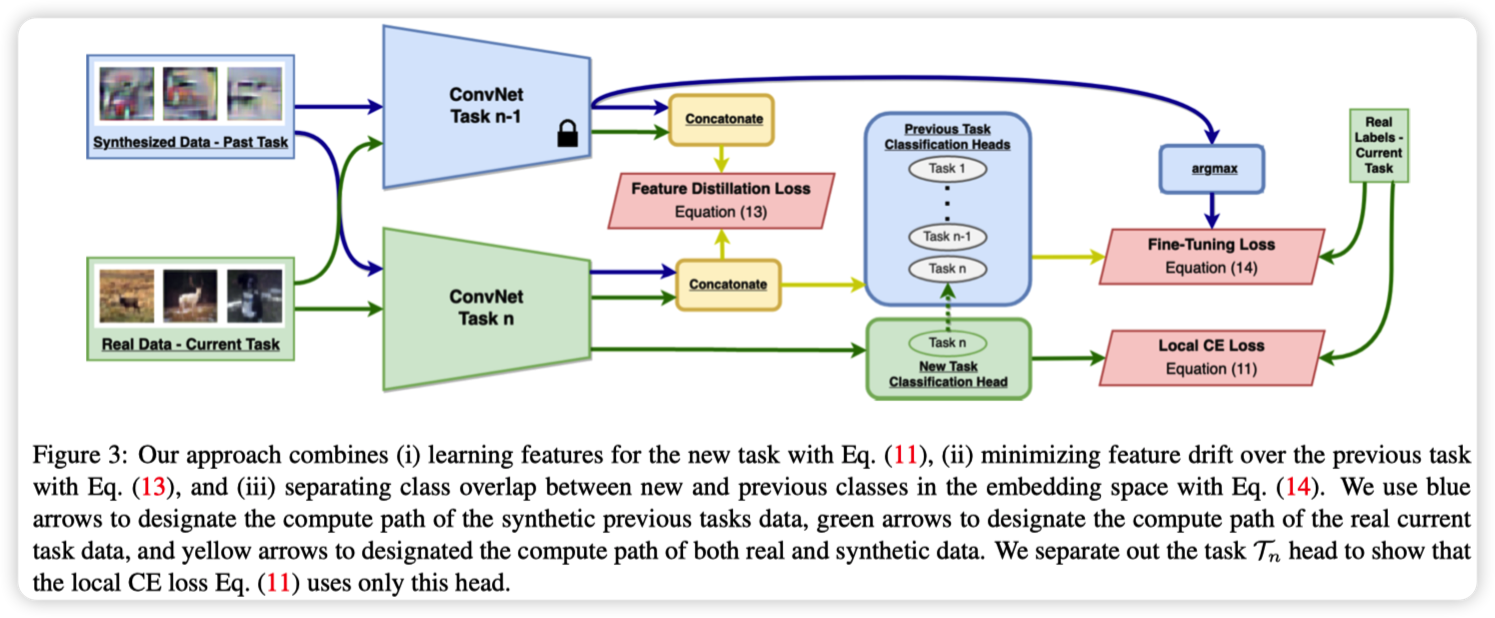 ConvNet
Task n-1
Synthesized Data - Past Task
Concatonate
Feature Distillation Loss
Equation (13)
Previous Task
Classification Heads
Task 1
Task n-1
Task n
argmax
Real
Labels -
Current
Task
Fine-Tuning Loss
Equation (14)
Real Data - Current Task
ConvNet
Task n
Concatonate
Task n
New Task
Classification Head
Local CE Loss
Equation (11)
Figure 3: Our approach combines (i) learning features for the new task with Eq. (11), (ii) minimizing feature drift over the previous task
with Eq. (13), and (iii) separating class overlap between new and previous classes in the embedding space with Eq. (14). We use blue
arrows to designate the compute path of the synthetic previous tasks data, green arrows to designate the compute path of the real current
task data, and yellow arrows to designated the compute path of both real and synthetic data. We separate out the task 𝒯n head to show that
the local CE loss Eq. (11) uses only this head.